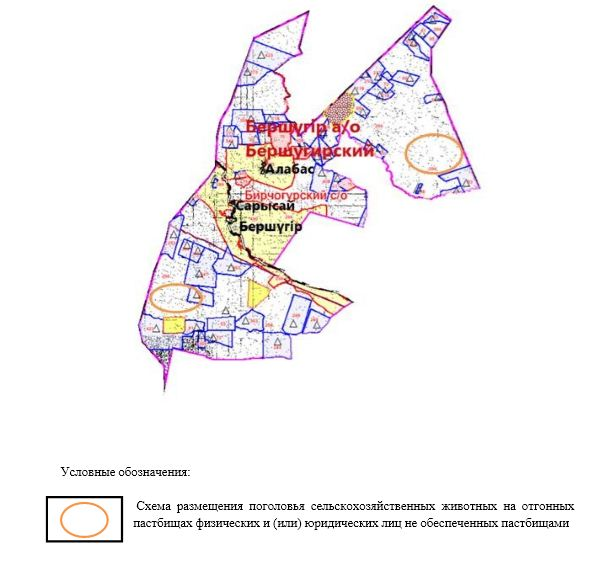 Бершүгір а/о
Бершугирский
Алабас
Бирчогурский с/о
Сарысай
Бершүгір
Условные обозначения:
Схема размещения поголовья сельскохозяйственных животных на отгонных
пастбищах физических и (или) юридических лиц не обеспеченных пастбищами